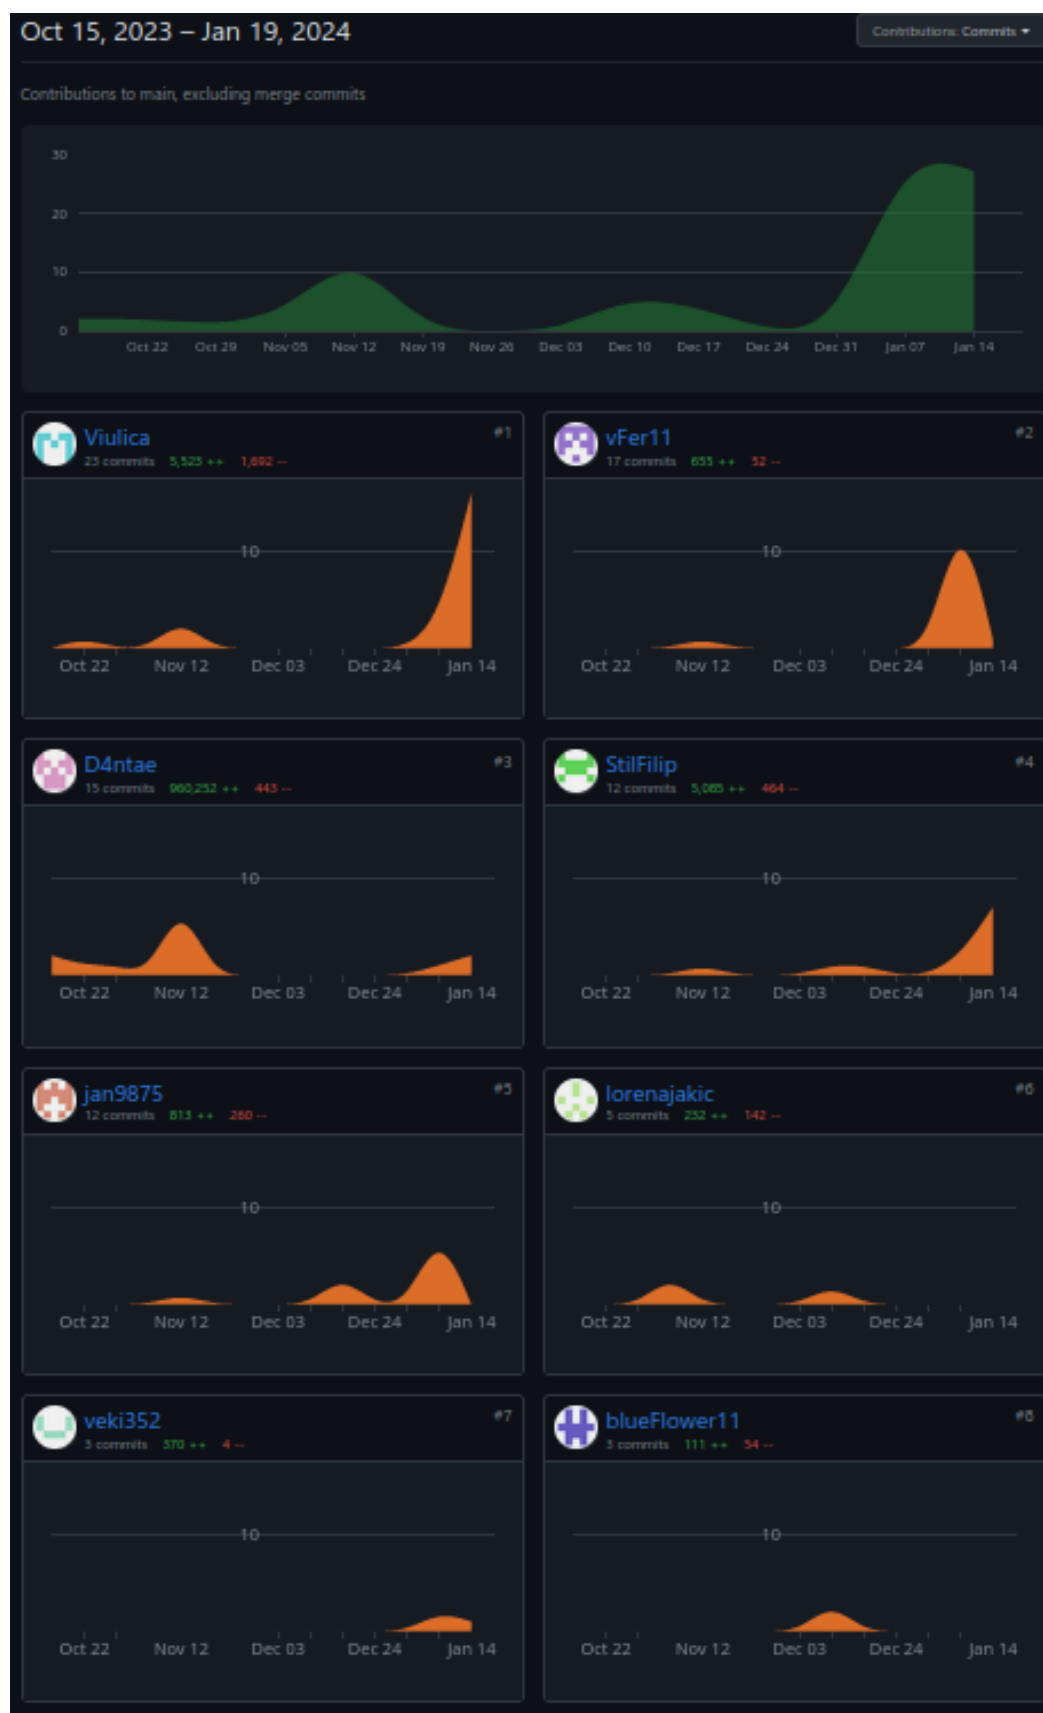 Oct 15, 2023 – Jan 19, 2024
Contributions: Commits
Contributions to main, excluding merge commits
30
20
10
0
Oct 22 Oct 29 Nov 05 Nov 12 Nov 19 Nov 26 Dec 03 Dec 10 Dec 17 Dec 24 Dec 31 Jan 07 Jan 14
Viulica #1
23 commits 5,523 ++ 1,692 --
10
Oct 22 Nov 12 Dec 03 Dec 24 Jan 14
vFer11 #2
17 commits 655 ++ 52 --
10
Oct 22 Nov 12 Dec 03 Dec 24 Jan 14
D4ntae #3
15 commits 960,252 ++ 443 --
10
Oct 22 Nov 12 Dec 03 Dec 24 Jan 14
StilFilip #4
12 commits 5,085 ++ 464 --
10
Oct 22 Nov 12 Dec 03 Dec 24 Jan 14
jan9875 #5
12 commits 813 ++ 260 --
10
Oct 22 Nov 12 Dec 03 Dec 24 Jan 14
lorenajakic #6
5 commits 232 ++ 142 --
10
Oct 22 Nov 12 Dec 03 Dec 24 Jan 14
veki352 #7
3 commits 370 ++ 4 --
10
Oct 22 Nov 12 Dec 03 Dec 24 Jan 14
blueFlower11 #8
3 commits 111 ++ 54 --
10
Oct 22 Nov 12 Dec 03 Dec 24 Jan 14